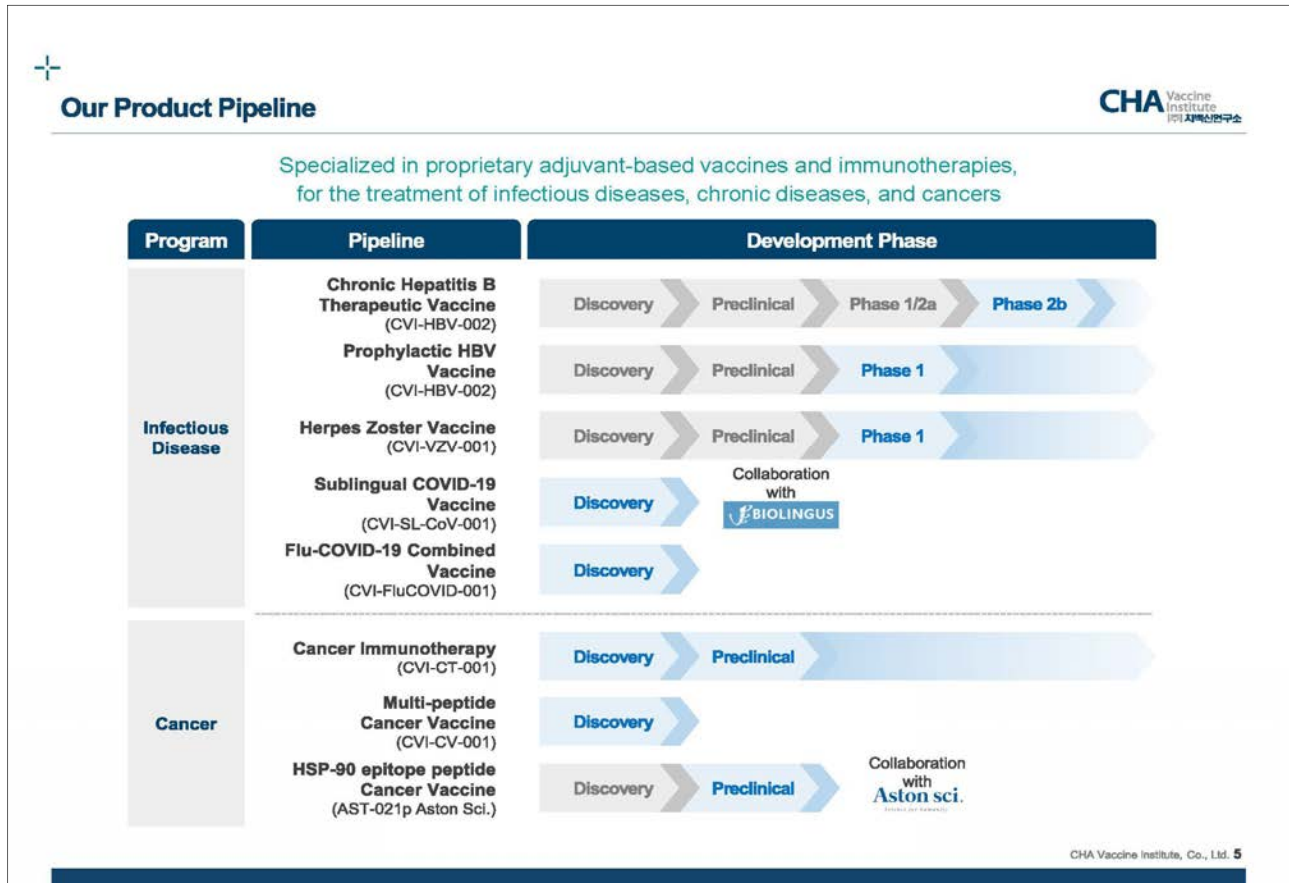 Our Product Pipeline
CHA Vaccine
Institute
㈜차백신연구소
Specialized in proprietary adjuvant-based vaccines and immunotherapies,
for the treatment of infectious diseases, chronic diseases, and cancers
Program Pipeline Development Phase
Infectious
Disease
Chronic Hepatitis B
Therapeutic Vaccine
(CVI-HBV-002)
Discovery Preclinical Phase 1/2a Phase 2b
Prophylactic HBV
Vaccine
(CVI-HBV-002)
Discovery Preclinical Phase 1
Herpes Zoster Vaccine
(CVI-VZV-001)
Discovery Preclinical Phase 1
Sublingual COVID-19
Vaccine
(CVI-SL-CoV-001)
Discovery
Collaboration
with
BIOLINGUS
Flu-COVID-19 Combined
Vaccine
(CVI-FluCOVID-001)
Discovery
Cancer
Cancer Immunotherapy
(CVI-CT-001)
Discovery Preclinical
Multi-peptide
Cancer Vaccine
(CVI-CV-001)
Discovery
HSP-90 epitope peptide
Cancer Vaccine
(AST-021p Aston Sci.)
Discovery Preclinical
Collaboration
with
Aston sci.
CHA Vaccine Institute, Co., Ltd. 5